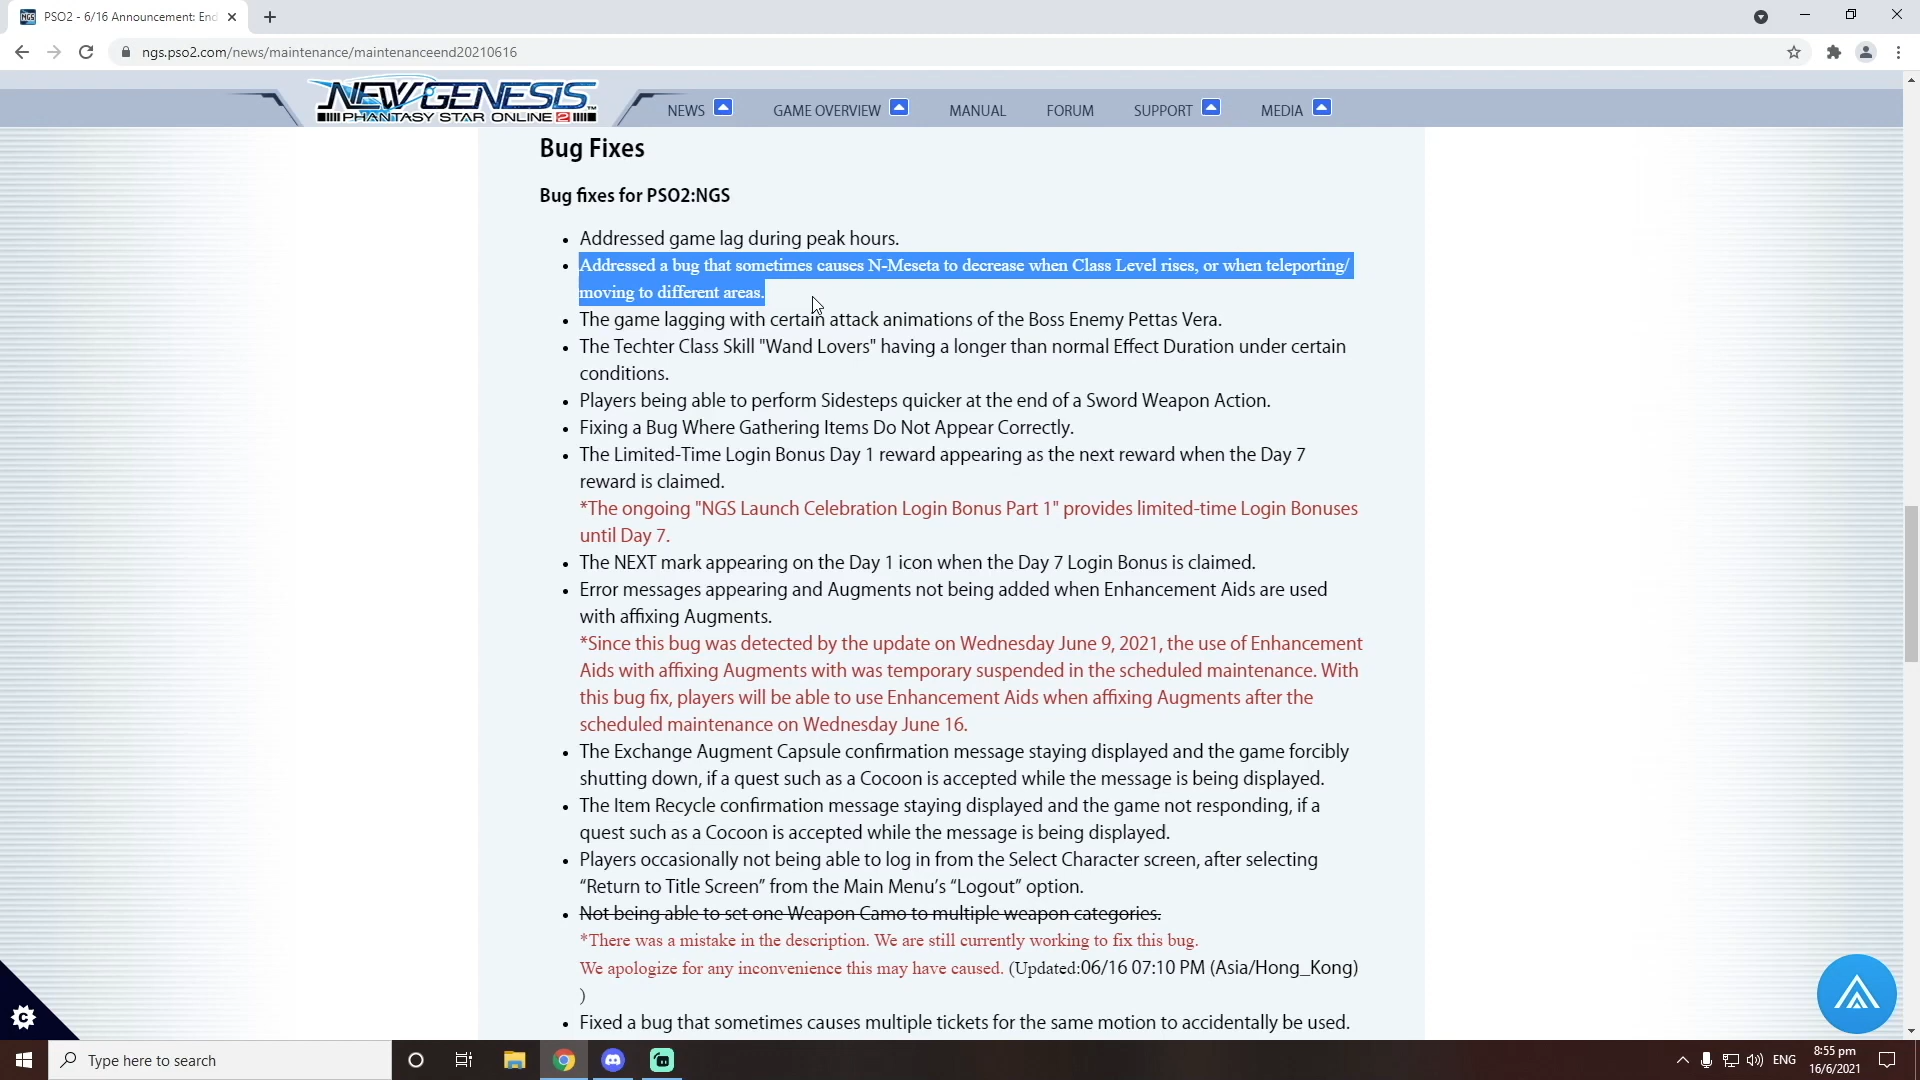 PSO2 - 6/16 Announcement: End
ngs.pso2.com/news/maintenance/maintenanceend20210616
NEW GENESIS
PHANTASY STAR ONLINE 2
NEWS
GAME OVERVIEW
MANUAL
FORUM
SUPPORT
MEDIA
Bug Fixes
Bug fixes for PSO2:NGS
Addressed game lag during peak hours.
Addressed a bug that sometimes causes N-Meseta to decrease when Class Level rises, or when teleporting/
moving to different areas.
The game lagging with certain attack animations of the Boss Enemy Pettas Vera.
The Techter Class Skill "Wand Lovers" having a longer than normal Effect Duration under certain
conditions.
Players being able to perform Sidesteps quicker at the end of a Sword Weapon Action.
Fixing a Bug Where Gathering Items Do Not Appear Correctly.
The Limited-Time Login Bonus Day 1 reward appearing as the next reward when the Day 7
reward is claimed.
*The ongoing "NGS Launch Celebration Login Bonus Part 1" provides limited-time Login Bonuses
until Day 7.
The NEXT mark appearing on the Day 1 icon when the Day 7 Login Bonus is claimed.
Error messages appearing and Augments not being added when Enhancement Aids are used
with affixing Augments.
*Since this bug was detected by the update on Wednesday June 9, 2021, the use of Enhancement
Aids with affixing Augments with was temporary suspended in the scheduled maintenance. With
this bug fix, players will be able to use Enhancement Aids when affixing Augments after the
scheduled maintenance on Wednesday June 16.
The Exchange Augment Capsule confirmation message staying displayed and the game forcibly
shutting down, if a quest such as a Cocoon is accepted while the message is being displayed.
The Item Recycle confirmation message staying displayed and the game not responding, if a
quest such as a Cocoon is accepted while the message is being displayed.
Players occasionally not being able to log in from the Select Character screen, after selecting
“Return to Title Screen” from the Main Menu’s “Logout” option.
Not being able to set one Weapon Camo to multiple weapon categories.
*There was a mistake in the description. We are still currently working to fix this bug.
We apologize for any inconvenience this may have caused. (Updated:06/16 07:10 PM (Asia/Hong_Kong)
)
Fixed a bug that sometimes causes multiple tickets for the same motion to accidentally be used.
Type here to search
ENG
8:55 pm
16/6/2021